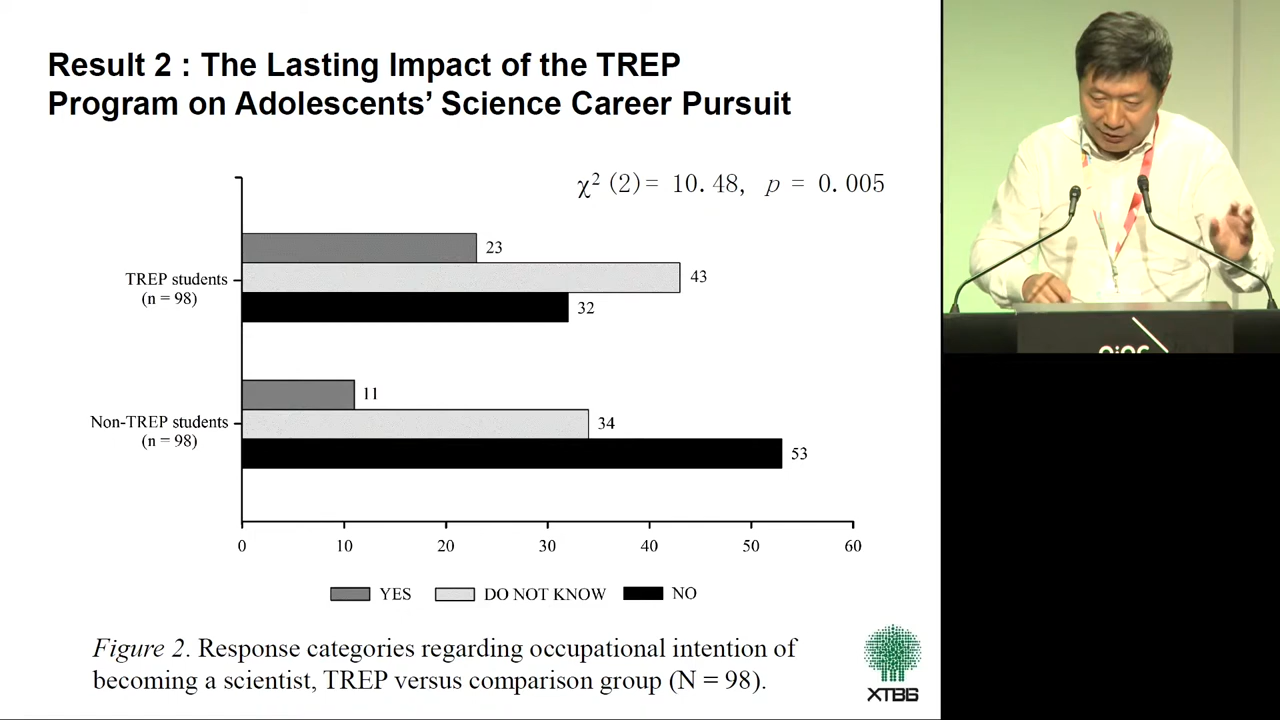 Result 2 : The Lasting Impact of the TREP
Program on Adolescents’ Science Career Pursuit
χ² (2)= 10.48, p = 0.005
TREP students
(n = 98)
23
43
32
Non-TREP students
(n = 98)
11
34
53
0 10 20 30 40 50 60
YES DO NOT KNOW NO
Figure 2. Response categories regarding occupational intention of
becoming a scientist, TREP versus comparison group (N = 98).
XTBG